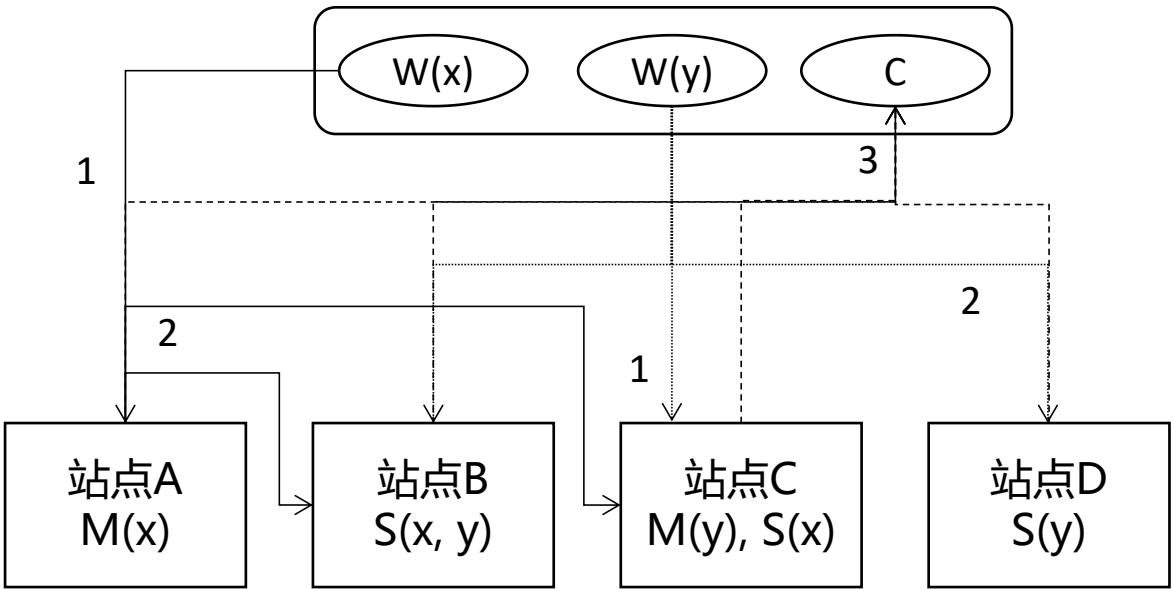 W(x)
W(y)
C
1
3
2
2
1
站点A
M(x)
站点B
S(x, y)
站点C
M(y), S(x)
站点D
S(y)